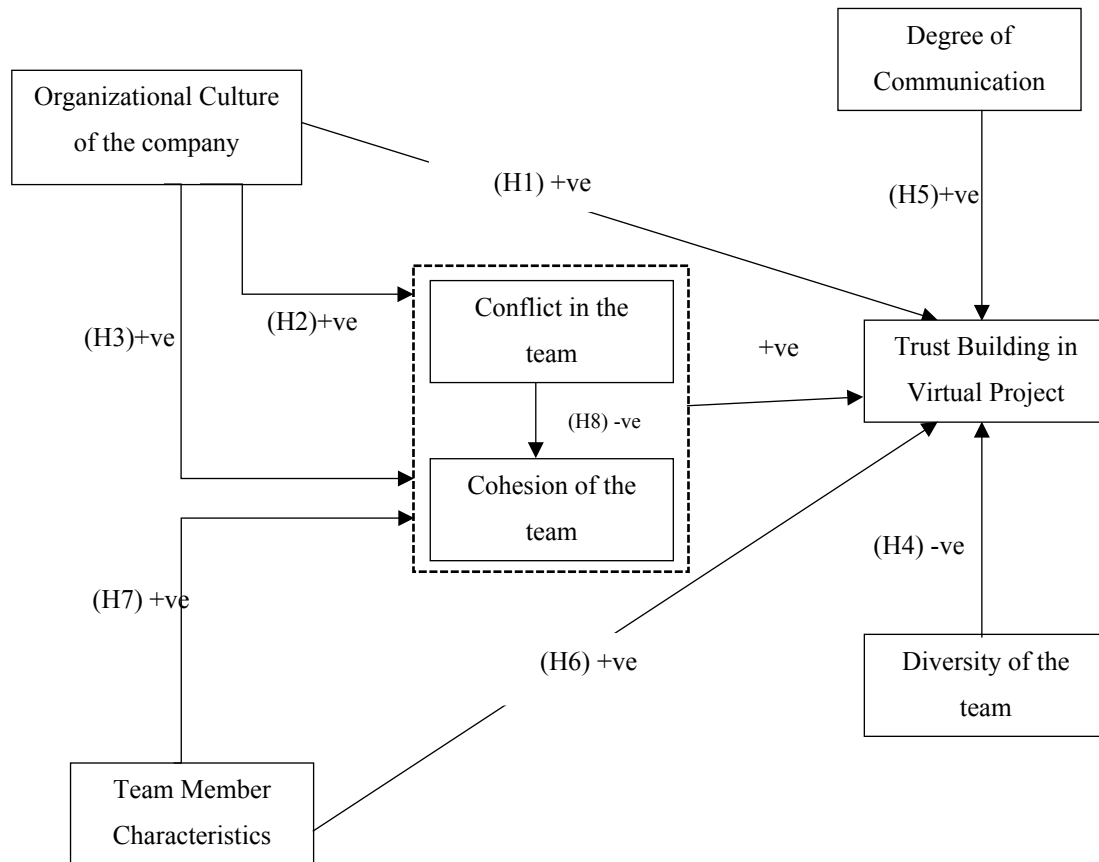 Degree of
Communication
Organizational Culture
of the company
(H1) +ve
(H5)+ve
(H2)+ve
(H3)+ve
Conflict in the
team
+ve
Trust Building in
Virtual Project
(H8) -ve
Cohesion of the
team
(H4) -ve
(H7) +ve
(H6) +ve
Diversity of the
team
Team Member
Characteristics